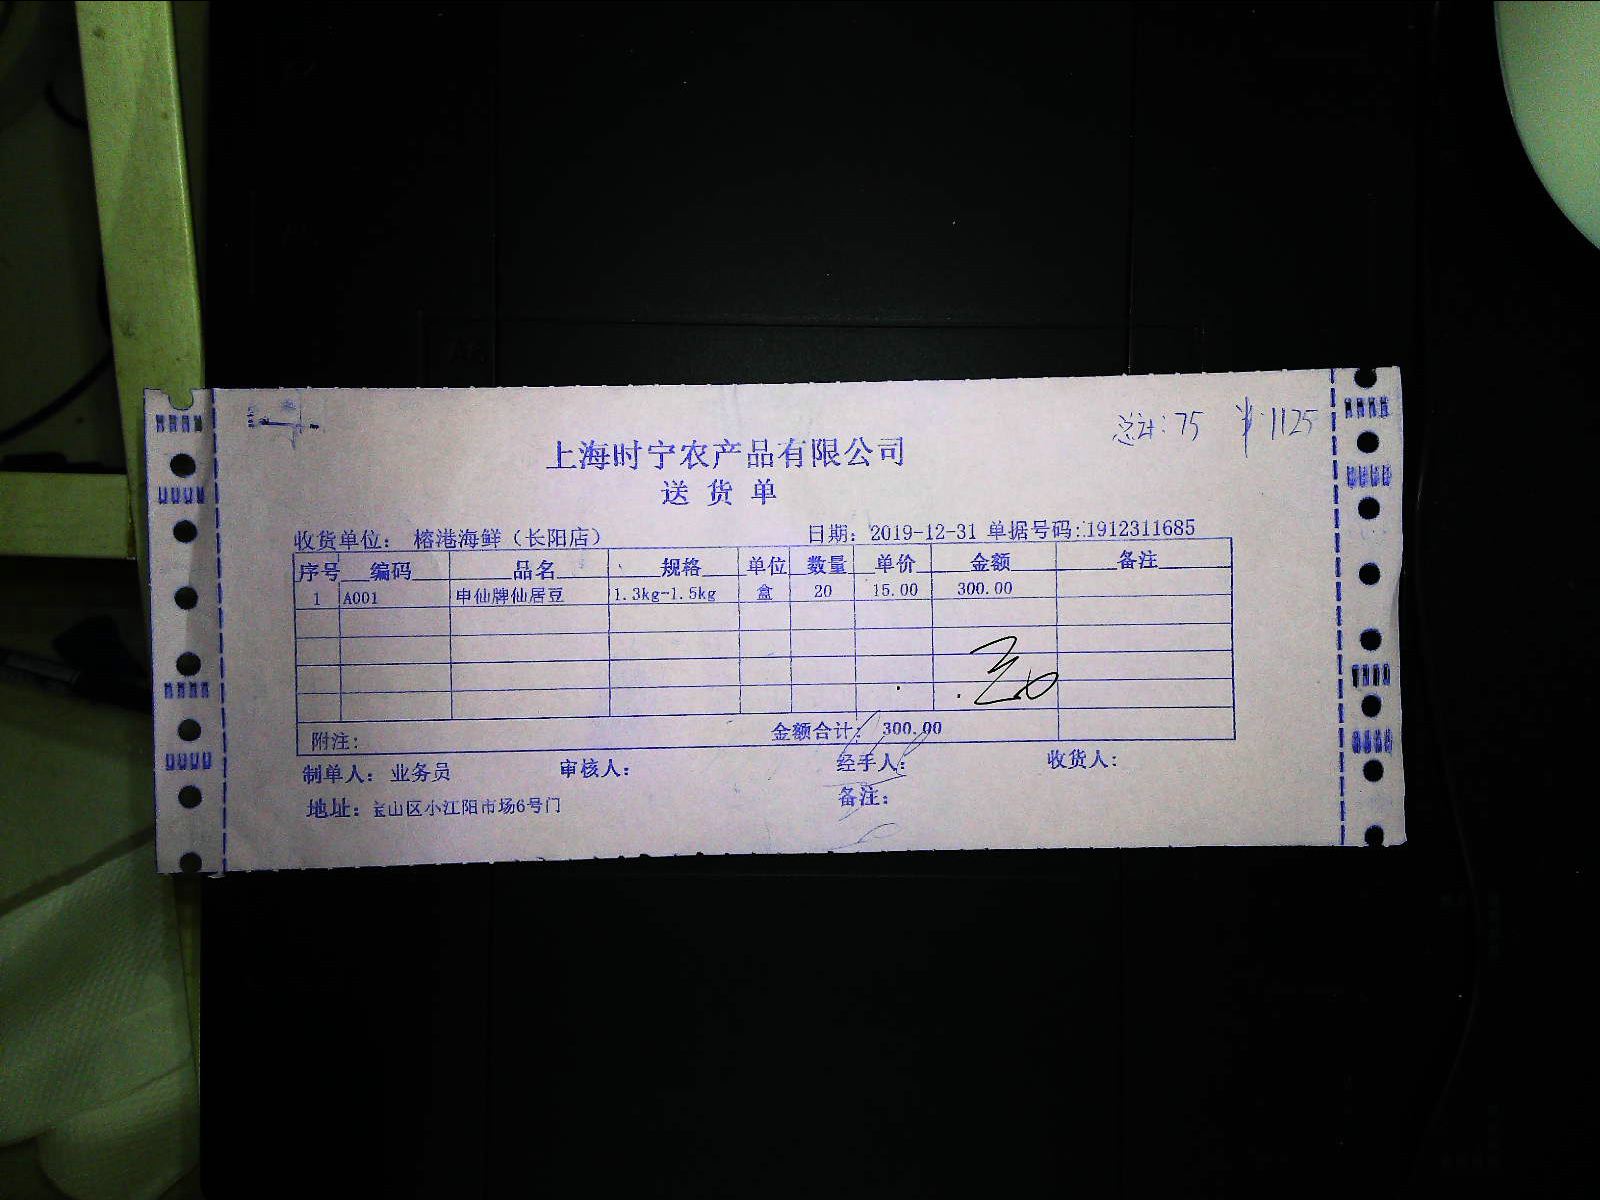 总计: 75 ¥:1125
上海时宁农产品有限公司
送 货 单
收货单位: 榕港海鲜（长阳店） 日期: 2019-12-31 单据号码:1912311685
序号 编码 品名 规格 单位 数量 单价 金额 备注
1 A001 申仙牌仙居豆 1.3kg-1.5kg 盒 20 15.00 300.00
附注: 金额合计: 300.00
制单人: 业务员 审核人: 经手人: 收货人:
地址: 宝山区小江阳市场6号门 备注: